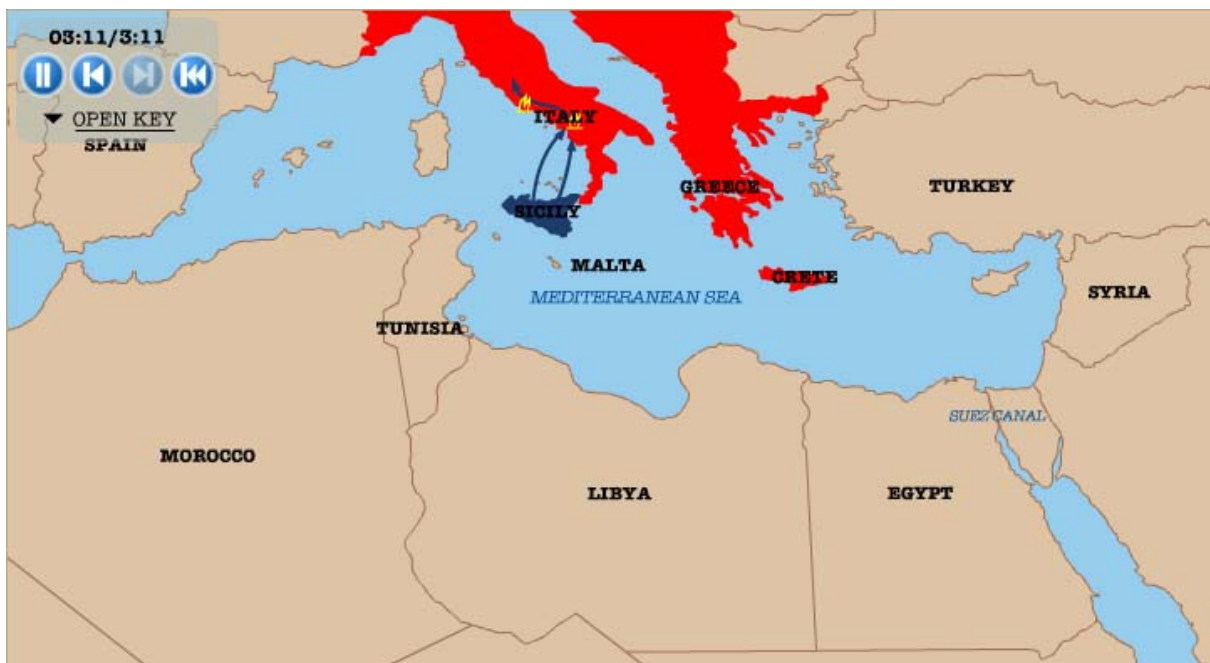 03:11/3:11
OPEN KEY
SPAIN
ITALY
GREECE
TURKEY
SICILY
MALTA
CRETE
MEDITERRANEAN SEA
SYRIA
TUNISIA
SUEZ CANAL
MOROCCO
LIBYA
EGYPT